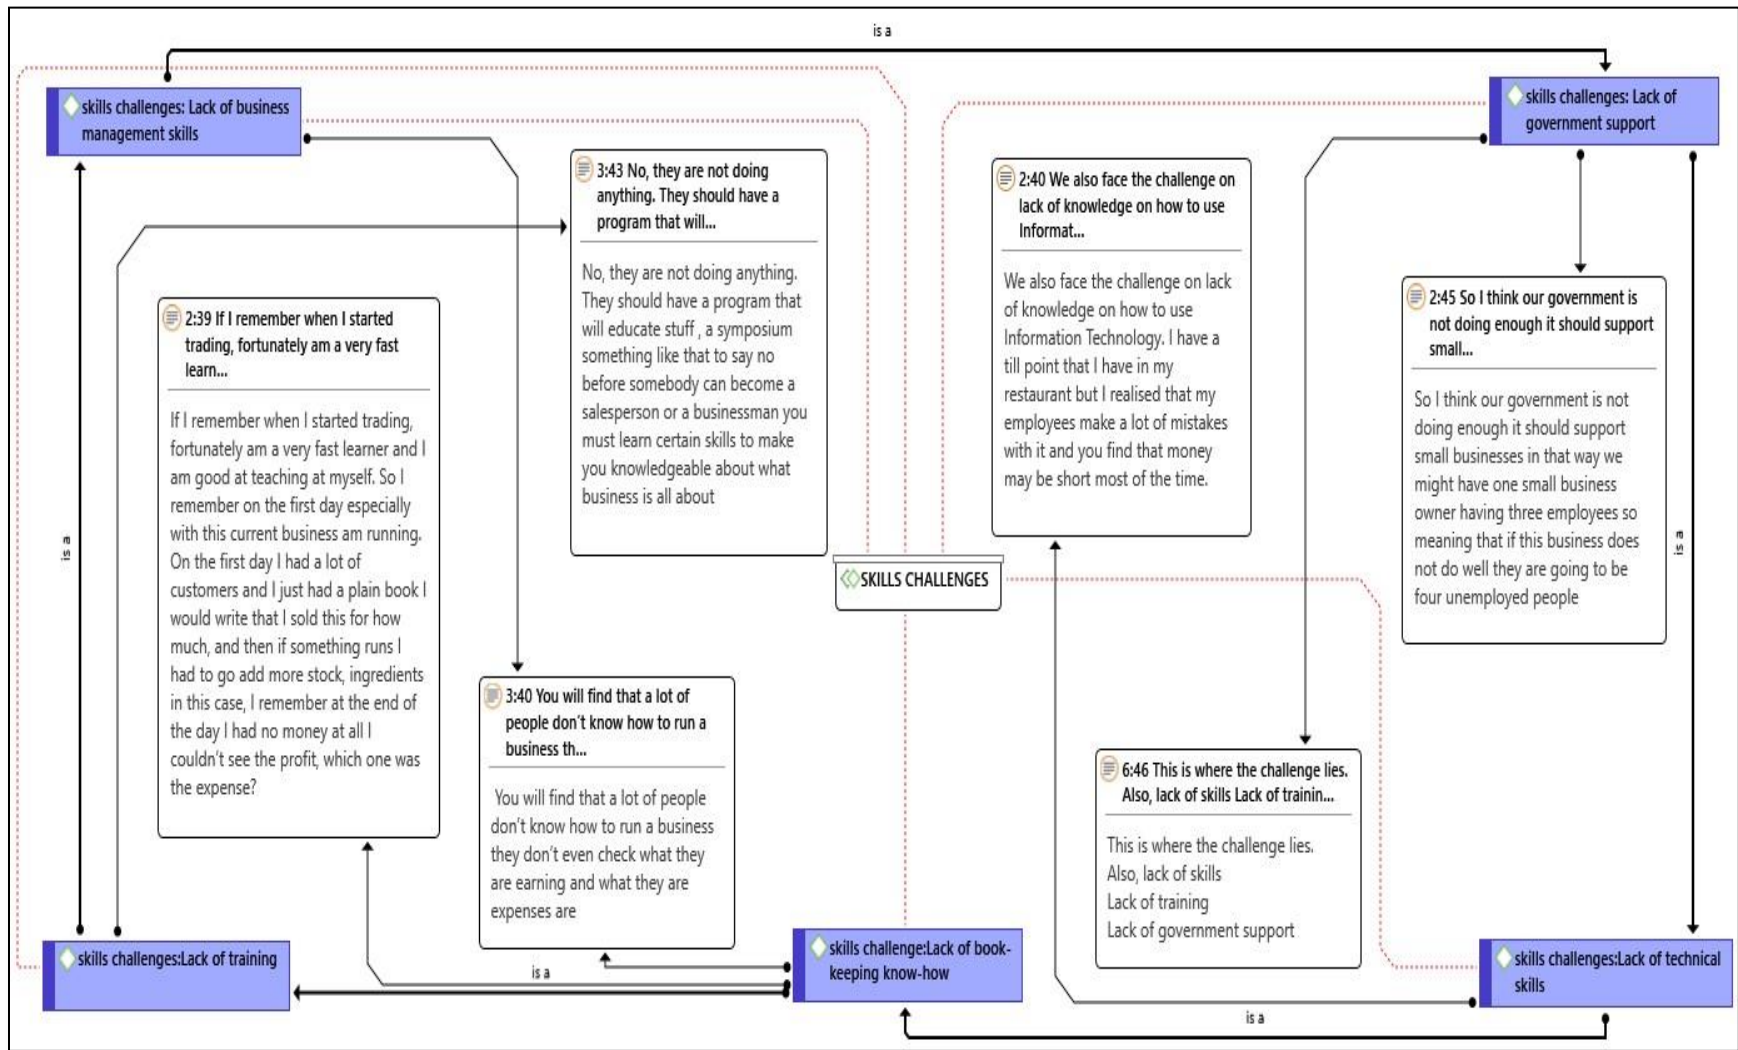 is a
skills challenges: Lack of business
management skills
skills challenges: Lack of
government support
3:43 No, they are not doing
anything. They should have a
program that will...
No, they are not doing anything.
They should have a program that
will educate stuff , a symposium
something like that to say no
before somebody can become a
salesperson or a businessman you
must learn certain skills to make
you knowledgeable about what
business is all about
2:40 We also face the challenge on
lack of knowledge on how to use
Informat...
We also face the challenge on lack
of knowledge on how to use
Information Technology. I have a
till point that I have in my
restaurant but I realised that my
employees make a lot of mistakes
with it and you find that money
may be short most of the time.
2:45 So I think our government is
not doing enough it should support
small...
So I think our government is not
doing enough it should support
small businesses in that way we
might have one small business
owner having three employees so
meaning that if this business does
not do well they are going to be
four unemployed people
2:39 If I remember when I started
trading, fortunately am a very fast
learn...
If I remember when I started trading,
fortunately am a very fast learner and I
am good at teaching at myself. So I
remember on the first day especially
with this current business am running.
On the first day I had a lot of
customers and I just had a plain book I
would write that I sold this for how
much, and then if something runs I
had to go add more stock, ingredients
in this case, I remember at the end of
the day I had no money at all I
couldn't see the profit, which one was
the expense?
is a
is a
SKILLS CHALLENGES
3:40 You will find that a lot of
people don't know how to run a
business th...
You will find that a lot of people
don't know how to run a business
they don't even check what they
are earning and what they are
expenses are
6:46 This is where the challenge lies.
Also, lack of skills Lack of trainin...
This is where the challenge lies.
Also, lack of skills
Lack of training
Lack of government support
skills challenges:Lack of training
is a
skills challenge:Lack of book-
keeping know-how
skills challenges:Lack of technical
skills
is a